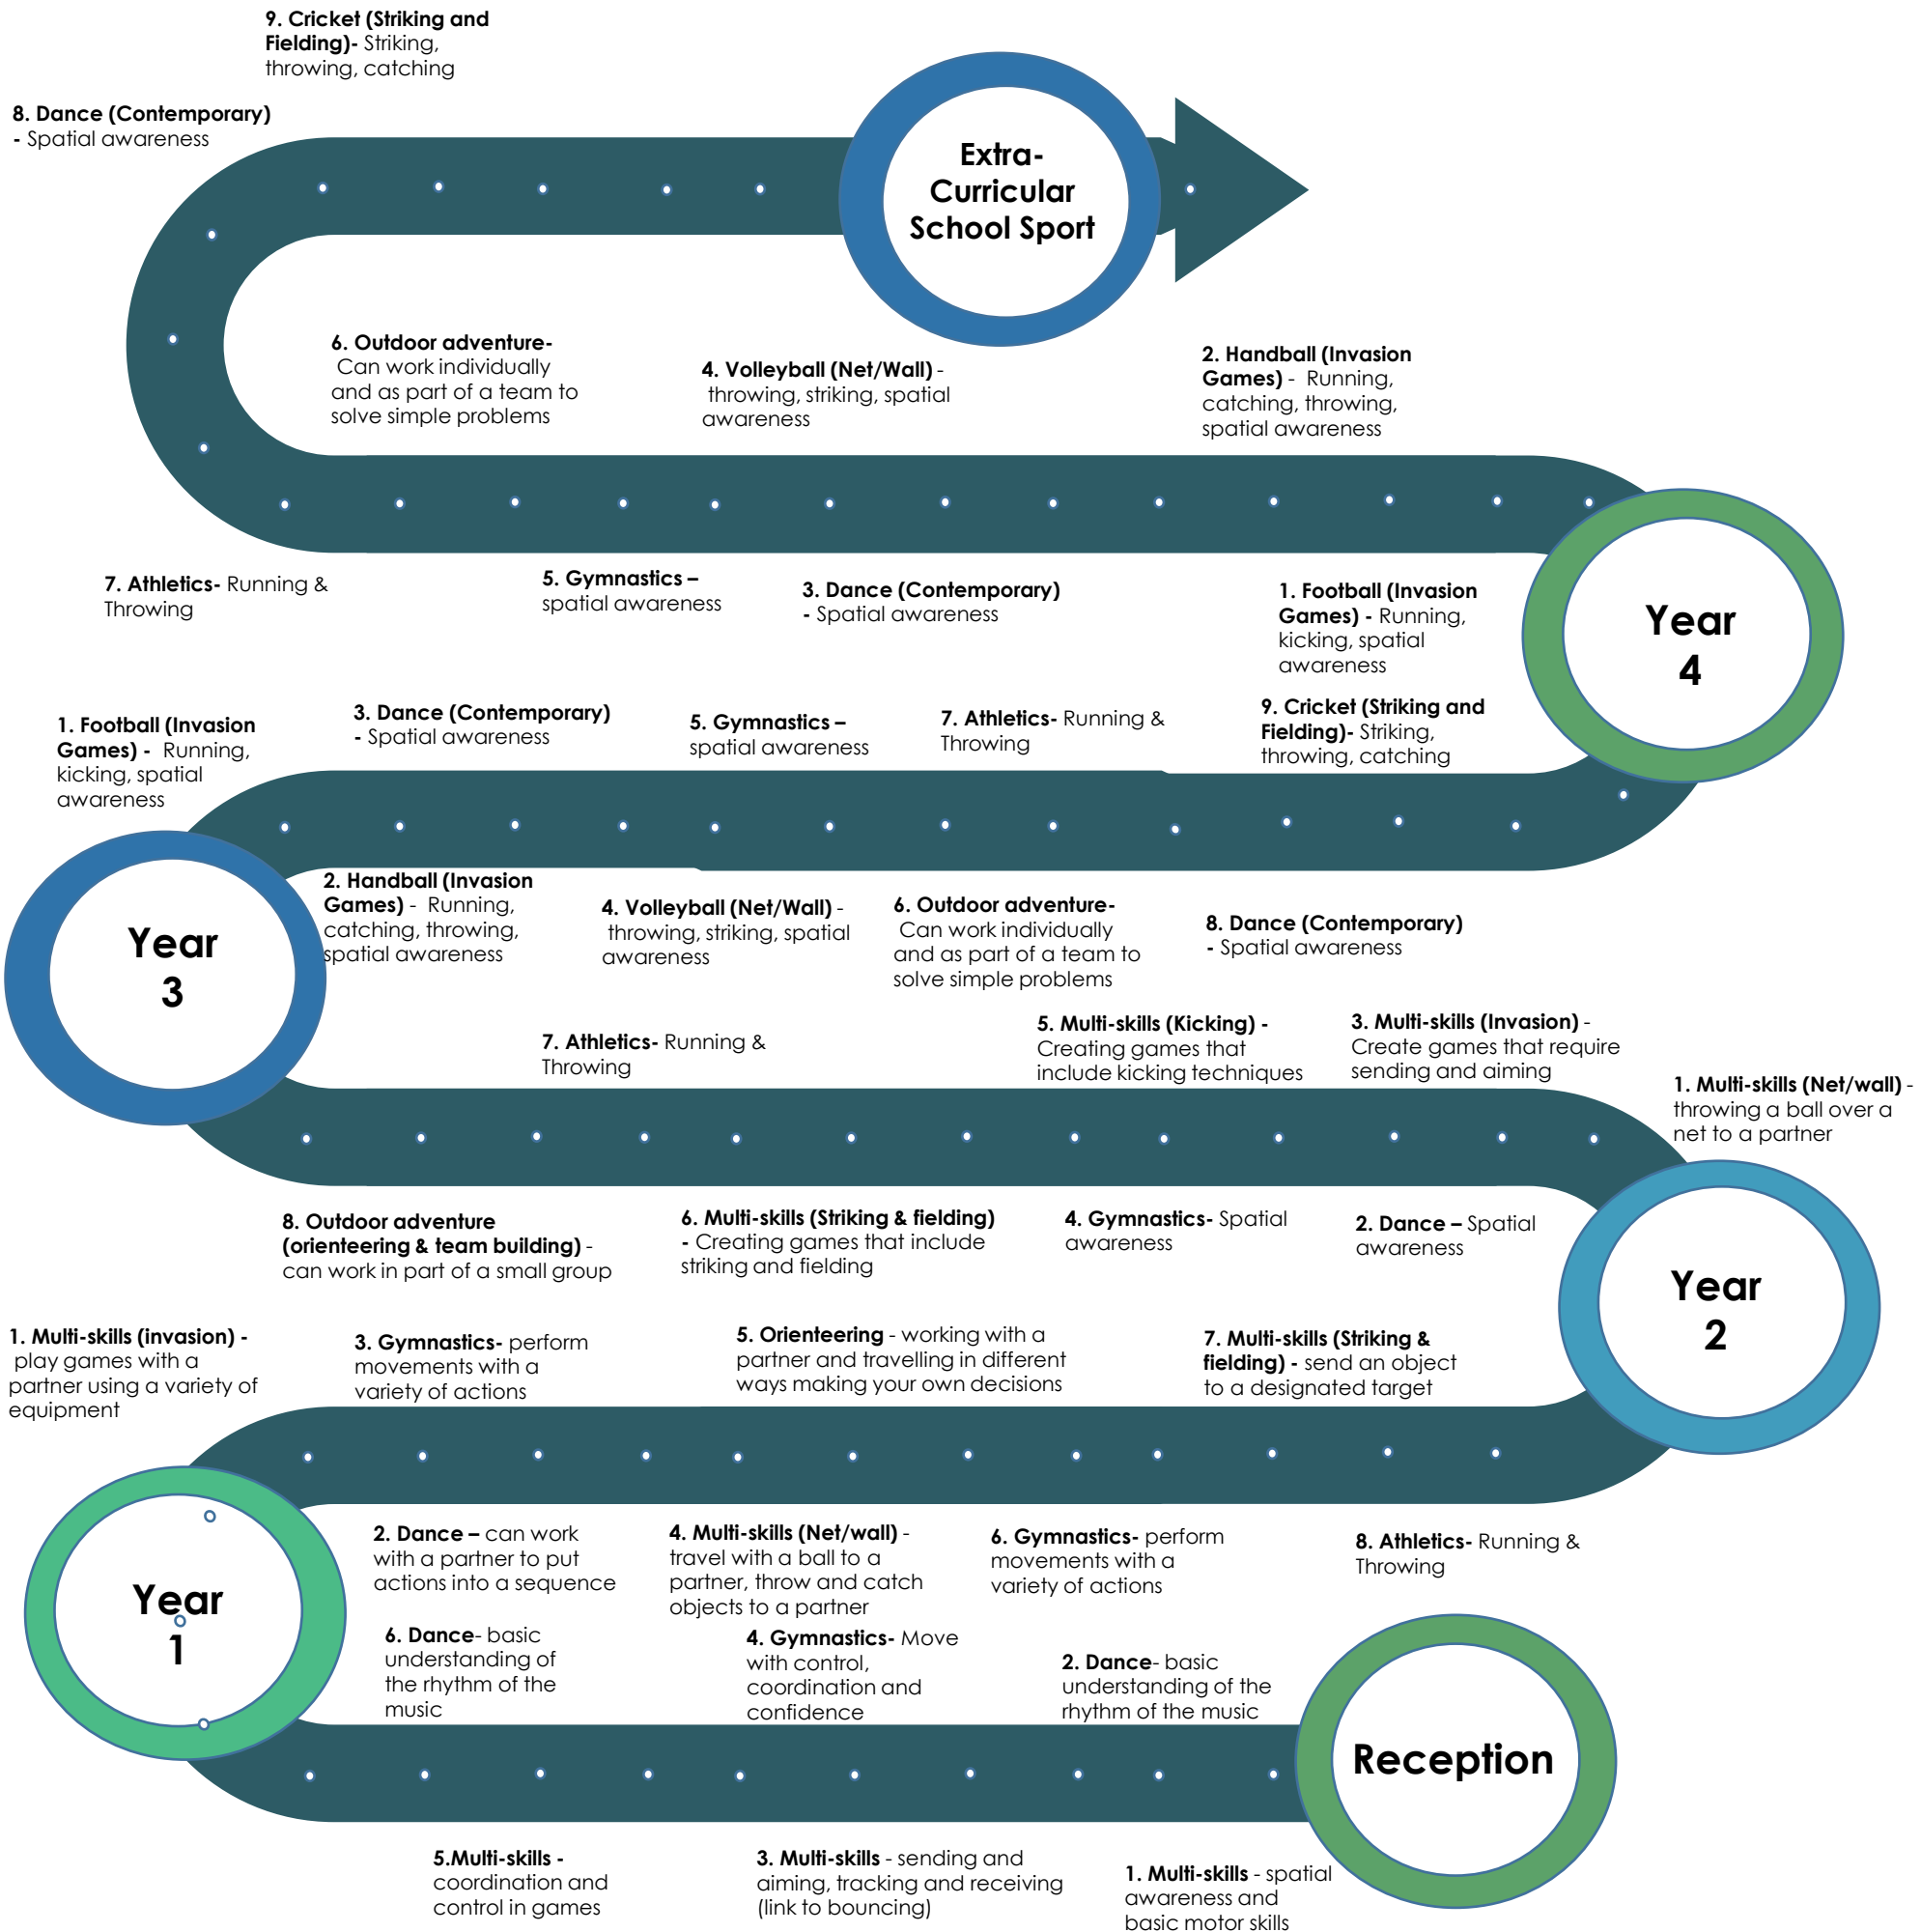 9. Cricket (Striking and
Fielding)- Striking,
throwing, catching
8. Dance (Contemporary)
- Spatial awareness
Extra-
Curricular
School Sport
6. Outdoor adventure-
Can work individually
and as part of a team to
solve simple problems
4. Volleyball (Net/Wall) -
throwing, striking, spatial
awareness
2. Handball (Invasion
Games) - Running,
catching, throwing,
spatial awareness
7. Athletics- Running &
Throwing
5. Gymnastics –
spatial awareness
3. Dance (Contemporary)
- Spatial awareness
1. Football (Invasion
Games) - Running,
kicking, spatial
awareness
Year
4
1. Football (Invasion
Games) - Running,
kicking, spatial
awareness
3. Dance (Contemporary)
- Spatial awareness
5. Gymnastics –
spatial awareness
7. Athletics- Running &
Throwing
9. Cricket (Striking and
Fielding)- Striking,
throwing, catching
Year
3
2. Handball (Invasion
Games) - Running,
catching, throwing,
spatial awareness
4. Volleyball (Net/Wall) -
throwing, striking, spatial
awareness
6. Outdoor adventure-
Can work individually
and as part of a team to
solve simple problems
8. Dance (Contemporary)
- Spatial awareness
7. Athletics- Running &
Throwing
5. Multi-skills (Kicking) -
Creating games that
include kicking techniques
3. Multi-skills (Invasion) -
Create games that require
sending and aiming
1. Multi-skills (Net/wall) -
throwing a ball over a
net to a partner
8. Outdoor adventure
(orienteering & team building) -
can work in part of a small group
6. Multi-skills (Striking & fielding)
- Creating games that include
striking and fielding
4. Gymnastics- Spatial
awareness
2. Dance – Spatial
awareness
Year
2
1. Multi-skills (invasion) -
play games with a
partner using a variety of
equipment
3. Gymnastics- perform
movements with a
variety of actions
5. Orienteering - working with a
partner and travelling in different
ways making your own decisions
7. Multi-skills (Striking &
fielding) - send an object
to a designated target
Year
1
2. Dance – can work
with a partner to put
actions into a sequence
4. Multi-skills (Net/wall) -
travel with a ball to a
partner, throw and catch
objects to a partner
6. Gymnastics- perform
movements with a
variety of actions
8. Athletics- Running &
Throwing
6. Dance- basic
understanding of
the rhythm of the
music
4. Gymnastics- Move
with control,
coordination and
confidence
2. Dance- basic
understanding of the
rhythm of the music
Reception
5.Multi-skills -
coordination and
control in games
3. Multi-skills - sending and
aiming, tracking and receiving
(link to bouncing)
1. Multi-skills - spatial
awareness and
basic motor skills